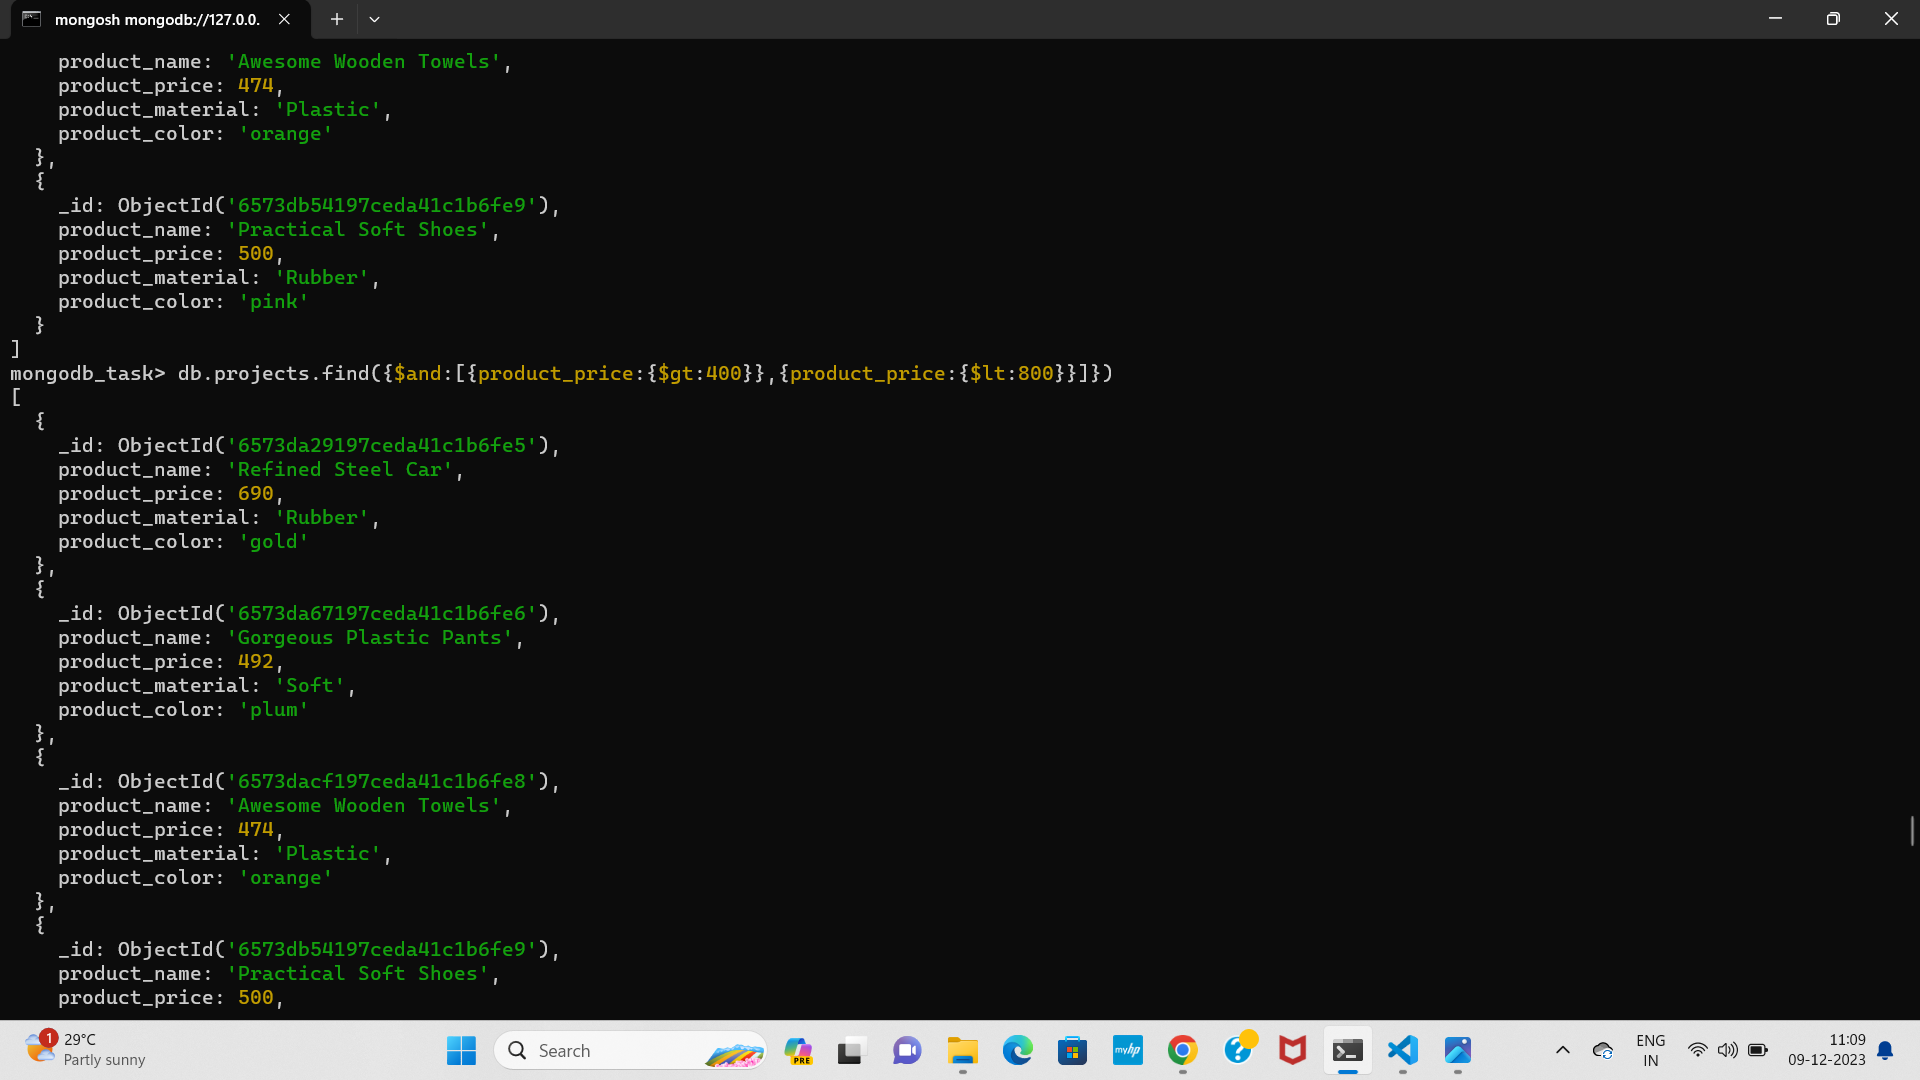 mongosh mongodb://127.0.0.
product_name: 'Awesome Wooden Towels',
product_price: 474,
product_material: 'Plastic',
product_color: 'orange'
},
{
_id: ObjectId('6573db54197ceda41c1b6fe9'),
product_name: 'Practical Soft Shoes',
product_price: 500,
product_material: 'Rubber',
product_color: 'pink'
}
]
mongodb_task> db.projects.find({$and:[{product_price:{$gt:400}},{product_price:{$lt:800}}]})
[
{
_id: ObjectId('6573da29197ceda41c1b6fe5'),
product_name: 'Refined Steel Car',
product_price: 690,
product_material: 'Rubber',
product_color: 'gold'
},
{
_id: ObjectId('6573da67197ceda41c1b6fe6'),
product_name: 'Gorgeous Plastic Pants',
product_price: 492,
product_material: 'Soft',
product_color: 'plum'
},
{
_id: ObjectId('6573dacf197ceda41c1b6fe8'),
product_name: 'Awesome Wooden Towels',
product_price: 474,
product_material: 'Plastic',
product_color: 'orange'
},
{
_id: ObjectId('6573db54197ceda41c1b6fe9'),
product_name: 'Practical Soft Shoes',
product_price: 500,
1
29°C
Partly sunny
Search
PRE
myhp
ENG
IN
11:09
09-12-2023